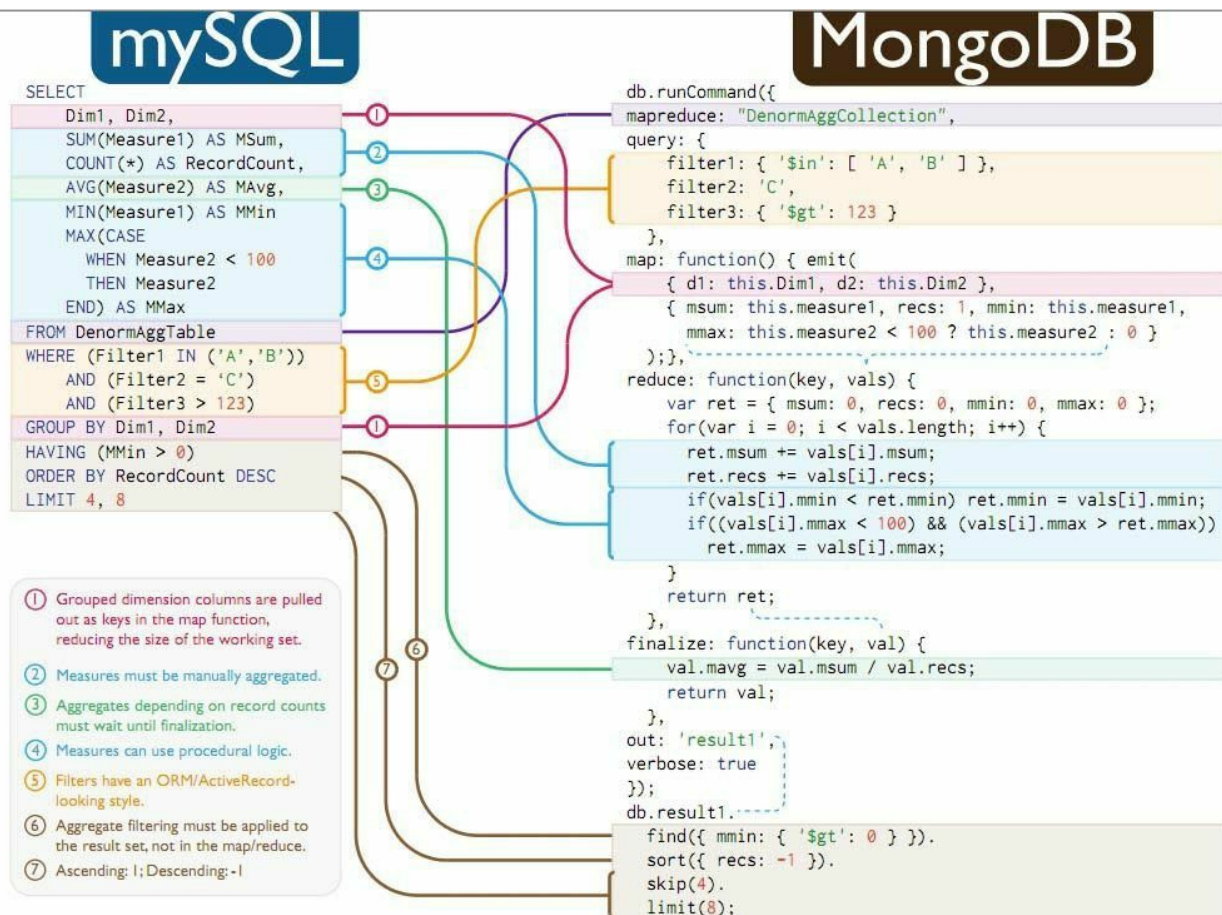 mySQL
SELECT
Dim1, Dim2,
SUM(Measure1) AS MSum,
COUNT(*) AS RecordCount,
AVG(Measure2) AS MAvg,
MIN(Measure1) AS MMin
MAX(CASE
WHEN Measure2 < 100
THEN Measure2
END) AS MMax
FROM DenormAggTable
WHERE (Filter1 IN ('A','B'))
AND (Filter2 = 'C')
AND (Filter3 > 123)
GROUP BY Dim1, Dim2
HAVING (MMin > 0)
ORDER BY RecordCount DESC
LIMIT 4, 8
1
2
3
4
5
1
6
7
1 Grouped dimension columns are pulled
out as keys in the map function,
reducing the size of the working set.
2 Measures must be manually aggregated.
3 Aggregates depending on record counts
must wait until finalization.
4 Measures can use procedural logic.
5 Filters have an ORM/ActiveRecord-
looking style.
6 Aggregate filtering must be applied to
the result set, not in the map/reduce.
7 Ascending: 1; Descending: -1
MongoDB
db.runCommand({
mapreduce: "DenormAggCollection",
query: {
filter1: { '$in': [ 'A', 'B' ] },
filter2: 'C',
filter3: { '$gt': 123 }
},
map: function() { emit(
{ d1: this.Dim1, d2: this.Dim2 },
{ msum: this.measure1, recs: 1, mmin: this.measure1,
mmax: this.measure2 < 100 ? this.measure2 : 0 }
);},
reduce: function(key, vals) {
var ret = { msum: 0, recs: 0, mmin: 0, mmax: 0 };
for(var i = 0; i < vals.length; i++) {
ret.msum += vals[i].msum;
ret.recs += vals[i].recs;
if(vals[i].mmin < ret.mmin) ret.mmin = vals[i].mmin;
if((vals[i].mmax < 100) && (vals[i].mmax > ret.mmax))
ret.mmax = vals[i].mmax;
}
return ret;
},
finalize: function(key, val) {
val.mavg = val.msum / val.recs;
return val;
},
out: 'result1',
verbose: true
});
db.result1.
find({ mmin: { '$gt': 0 } }).
sort({ recs: -1 }).
skip(4).
limit(8);